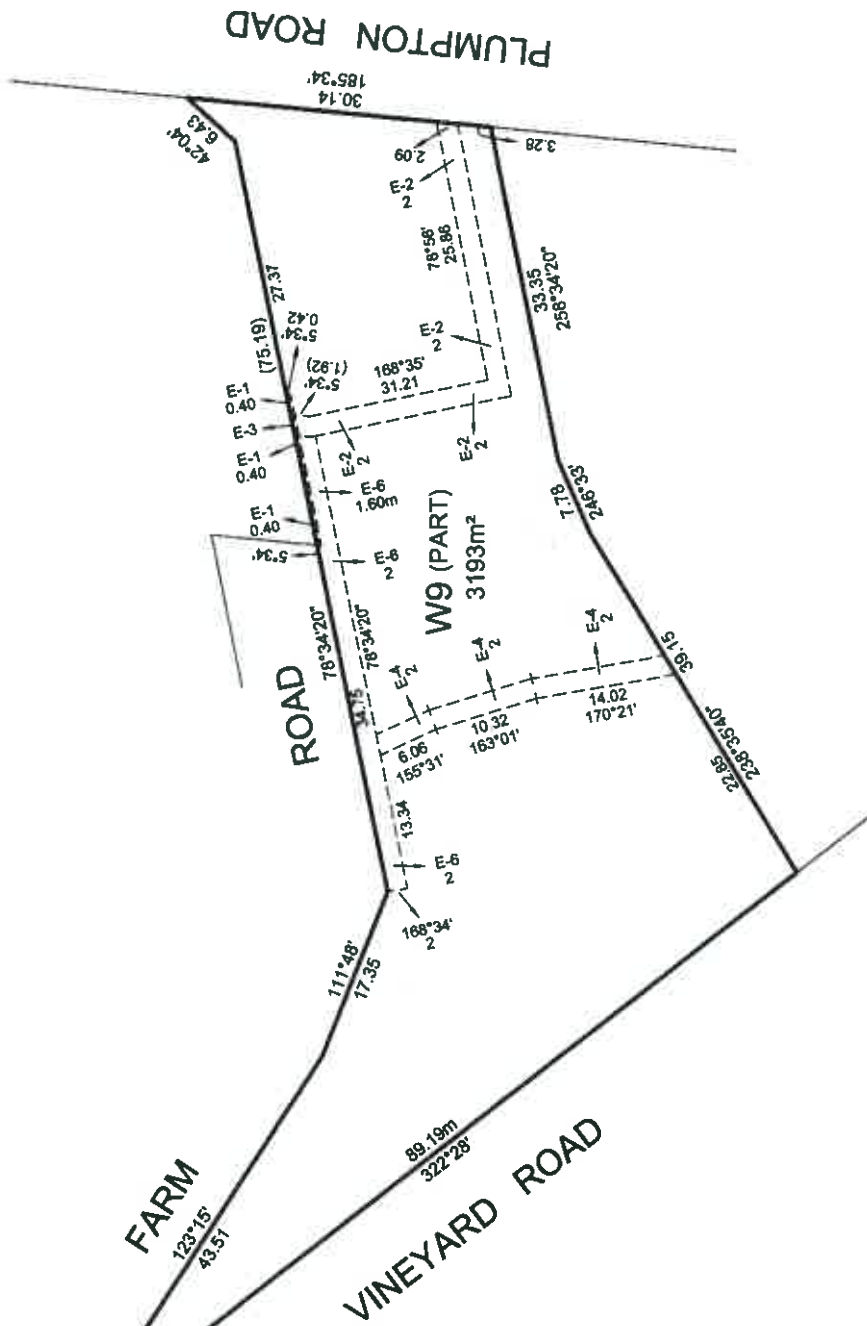 PLUMPTON ROAD
185°34'
30.14
42°04'
6.43
2.09
3.28
E-2
2
78°56'
25.86
27.37
(75.19)
5°34'
0.42
5°34'
(1.92)
33.35
258°34'20"
E-2
2
168°35'
31.21
E-1
0.40
E-3
E-1
0.40
E-2
2
E-2
2
E-6
1.60m
E-1
0.40
5°34'
E-6
2
W9 (PART)
3193m²
7.78
246°33'
ROAD
78°34'20"
78°34'20"
34.75
E-4
2
E-4
2
E-4
2
6.06
155°31'
10.32
163°01'
14.02
170°21'
39.15
238°35'40"
22.85
13.34
E-6
2
168°34'
2
111°48'
17.35
FARM
123°15'
43.51
89.19m
322°28'
VINEYARD ROAD